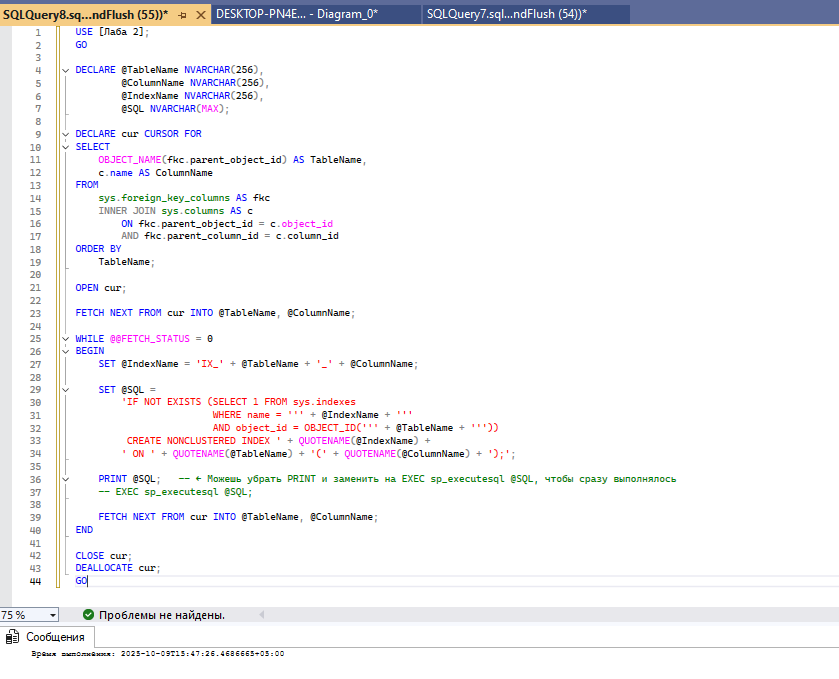 SQLQuery8.sq...ndFlush (55))*
DESKTOP-PN4E... - Diagram_0*
SQLQuery7.sql...ndFlush (54))*
1 USE [Лаба 2];
2 GO
3
4 DECLARE @TableName NVARCHAR(256),
5 @ColumnName NVARCHAR(256),
6 @IndexName NVARCHAR(256),
7 @SQL NVARCHAR(MAX);
8
9 DECLARE cur CURSOR FOR
10 SELECT
11 OBJECT_NAME(fkc.parent_object_id) AS TableName,
12 c.name AS ColumnName
13 FROM
14 sys.foreign_key_columns AS fkc
15 INNER JOIN sys.columns AS c
16 ON fkc.parent_object_id = c.object_id
17 AND fkc.parent_column_id = c.column_id
18 ORDER BY
19 TableName;
20
21 OPEN cur;
22
23 FETCH NEXT FROM cur INTO @TableName, @ColumnName;
24
25 WHILE @@FETCH_STATUS = 0
26 BEGIN
27 SET @IndexName = 'IX_' + @TableName + '_' + @ColumnName;
28
29 SET @SQL =
30 'IF NOT EXISTS (SELECT 1 FROM sys.indexes
31 WHERE name = ''' + @IndexName + '''
32 AND object_id = OBJECT_ID(''' + @TableName + '''))
33 CREATE NONCLUSTERED INDEX ' + QUOTENAME(@IndexName) +
34 ' ON ' + QUOTENAME(@TableName) + '(' + QUOTENAME(@ColumnName) + ');';
35
36 PRINT @SQL; -- ← Можешь убрать PRINT и заменить на EXEC sp_executesql @SQL, чтобы сразу выполнялось
37 -- EXEC sp_executesql @SQL;
38
39 FETCH NEXT FROM cur INTO @TableName, @ColumnName;
40 END
41
42 CLOSE cur;
43 DEALLOCATE cur;
44 GO
75 %
Проблемы не найдены.
Сообщения
Время выполнения: 2025-10-09T15:47:26.4686665+05:00